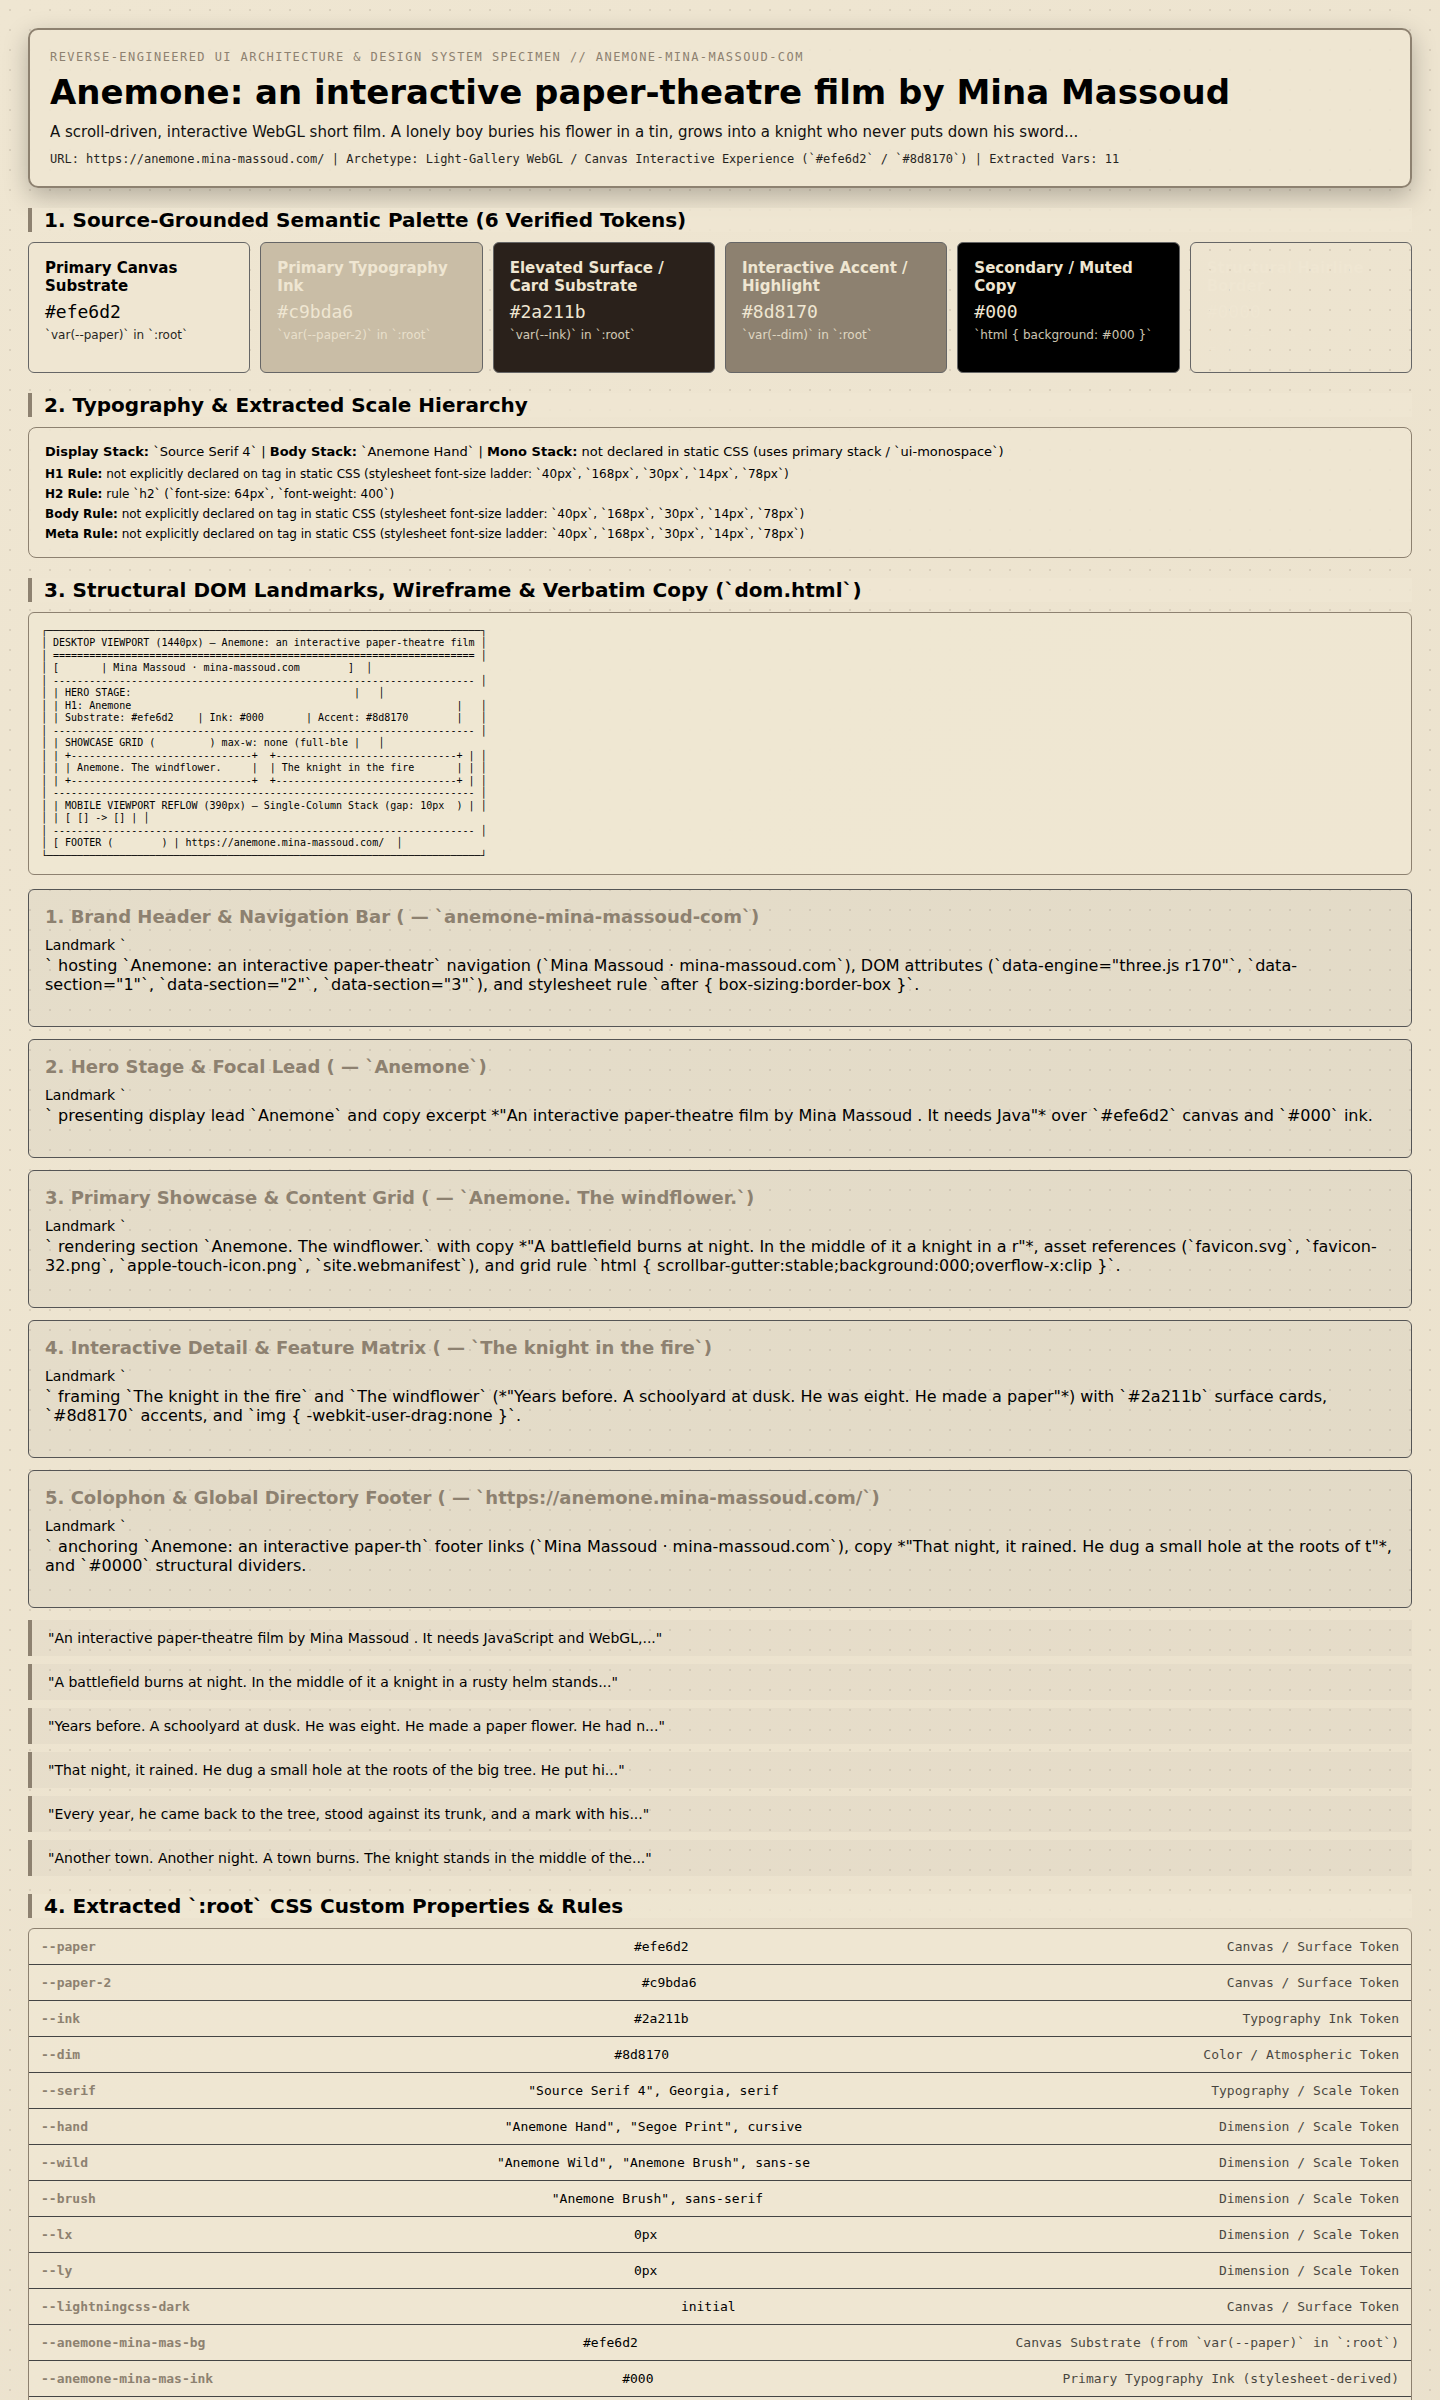 REVERSE-ENGINEERED UI ARCHITECTURE & DESIGN SYSTEM SPECIMEN // ANEMONE-MINA-MASSOUD-COM
Anemone: an interactive paper-theatre film by Mina Massoud
A scroll-driven, interactive WebGL short film. A lonely boy buries his flower in a tin, grows into a knight who never puts down his sword...
URL: https://anemone.mina-massoud.com/ | Archetype: Light-Gallery WebGL / Canvas Interactive Experience (`#efe6d2` / `#8d8170`) | Extracted Vars: 11
1. Source-Grounded Semantic Palette (6 Verified Tokens)
Primary Canvas
Substrate
#efe6d2
`var(--paper)` in `:root`
Primary Typography
Ink
#c9bda6
`var(--paper-2)` in `:root`
Elevated Surface /
Card Substrate
#2a211b
`var(--ink)` in `:root`
Interactive Accent /
Highlight
#8d8170
`var(--dim)` in `:root`
Secondary / Muted
Copy
#000
`html { background: #000 }`
2. Typography & Extracted Scale Hierarchy
Display Stack: `Source Serif 4` | Body Stack: `Anemone Hand` | Mono Stack: not declared in static CSS (uses primary stack / `ui-monospace`)
H1 Rule: not explicitly declared on tag in static CSS (stylesheet font-size ladder: `40px`, `168px`, `30px`, `14px`, `78px`)
H2 Rule: rule `h2` (`font-size: 64px`, `font-weight: 400`)
Body Rule: not explicitly declared on tag in static CSS (stylesheet font-size ladder: `40px`, `168px`, `30px`, `14px`, `78px`)
Meta Rule: not explicitly declared on tag in static CSS (stylesheet font-size ladder: `40px`, `168px`, `30px`, `14px`, `78px`)
3. Structural DOM Landmarks, Wireframe & Verbatim Copy (`dom.html`)
DESKTOP VIEWPORT (1440px) — Anemone: an interactive paper-theatre film
======================================================================
[       | Mina Massoud · mina-massoud.com        ]  |
----------------------------------------------------------------------
| HERO STAGE:                                     |   |
| H1: Anemone                                                      |   |
| Substrate: #efe6d2    | Ink: #000       | Accent: #8d8170        |   |
----------------------------------------------------------------------
| SHOWCASE GRID (         ) max-w: none (full-ble |   |
| +----------------------------+  +------------------------------+ | |
| | Anemone. The windflower.     |  | The knight in the fire       | | |
| +----------------------------+  +------------------------------+ | |
----------------------------------------------------------------------
| MOBILE VIEWPORT REFLOW (390px) — Single-Column Stack (gap: 10px  ) | |
| [ [] -> [] | |
----------------------------------------------------------------------
[ FOOTER (        ) | https://anemone.mina-massoud.com/  |
1. Brand Header & Navigation Bar ( — `anemone-mina-massoud-com`)
Landmark `
` hosting `Anemone: an interactive paper-theatr` navigation (`Mina Massoud · mina-massoud.com`), DOM attributes (`data-engine="three.js r170"`, `data-
section="1"`, `data-section="2"`, `data-section="3"`), and stylesheet rule `after { box-sizing:border-box }`.
2. Hero Stage & Focal Lead ( — `Anemone`)
Landmark `
` presenting display lead `Anemone` and copy excerpt *"An interactive paper-theatre film by Mina Massoud . It needs Java"* over `#efe6d2` canvas and `#000` ink.
3. Primary Showcase & Content Grid ( — `Anemone. The windflower.`)
Landmark `
` rendering section `Anemone. The windflower.` with copy *"A battlefield burns at night. In the middle of it a knight in a r"*, asset references (`favicon.svg`, `favicon-
32.png`, `apple-touch-icon.png`, `site.webmanifest`), and grid rule `html { scrollbar-gutter:stable;background:000;overflow-x:clip }`.
4. Interactive Detail & Feature Matrix ( — `The knight in the fire`)
Landmark `
` framing `The knight in the fire` and `The windflower` (*"Years before. A schoolyard at dusk. He was eight. He made a paper"*) with `#2a211b` surface cards,
`#8d8170` accents, and `img { -webkit-user-drag:none }`.
5. Colophon & Global Directory Footer ( — `https://anemone.mina-massoud.com/`)
Landmark `
` anchoring `Anemone: an interactive paper-th` footer links (`Mina Massoud · mina-massoud.com`), copy *"That night, it rained. He dug a small hole at the roots of t"*,
and `#0000` structural dividers.
"An interactive paper-theatre film by Mina Massoud . It needs JavaScript and WebGL,..."
"A battlefield burns at night. In the middle of it a knight in a rusty helm stands..."
"Years before. A schoolyard at dusk. He was eight. He made a paper flower. He had n..."
"That night, it rained. He dug a small hole at the roots of the big tree. He put hi..."
"Every year, he came back to the tree, stood against its trunk, and a mark with his..."
"Another town. Another night. A town burns. The knight stands in the middle of the..."
4. Extracted `:root` CSS Custom Properties & Rules
--paper #efe6d2 Canvas / Surface Token
--paper-2 #c9bda6 Canvas / Surface Token
--ink #2a211b Typography Ink Token
--dim #8d8170 Color / Atmospheric Token
--serif "Source Serif 4", Georgia, serif Typography / Scale Token
--hand "Anemone Hand", "Segoe Print", cursive Dimension / Scale Token
--wild "Anemone Wild", "Anemone Brush", sans-se Dimension / Scale Token
--brush "Anemone Brush", sans-serif Dimension / Scale Token
--lx 0px Dimension / Scale Token
--ly 0px Dimension / Scale Token
--lightningcss-dark initial Canvas / Surface Token
--anemone-mina-mas-bg #efe6d2 Canvas Substrate (from `var(--paper)` in `:root`)
--anemone-mina-mas-ink #000 Primary Typography Ink (stylesheet-derived)